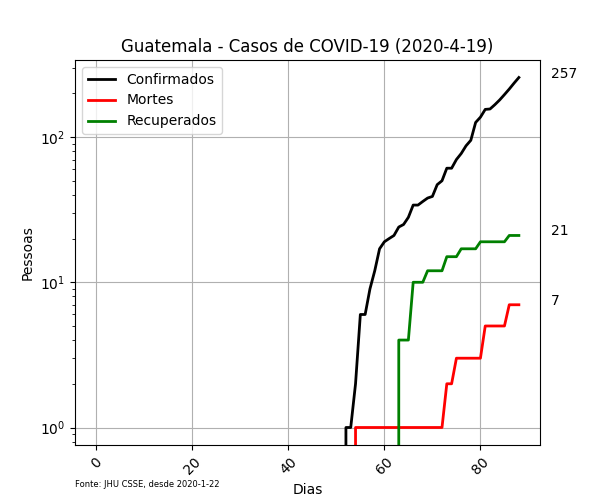 Guatemala - Casos de COVID-19 (2020-4-19)
Confirmados
Mortes
Recuperados
257
21
7
10²
10¹
10⁰
Pessoas
0
20
40
60
80
Dias
Fonte: JHU CSSE, desde 2020-1-22